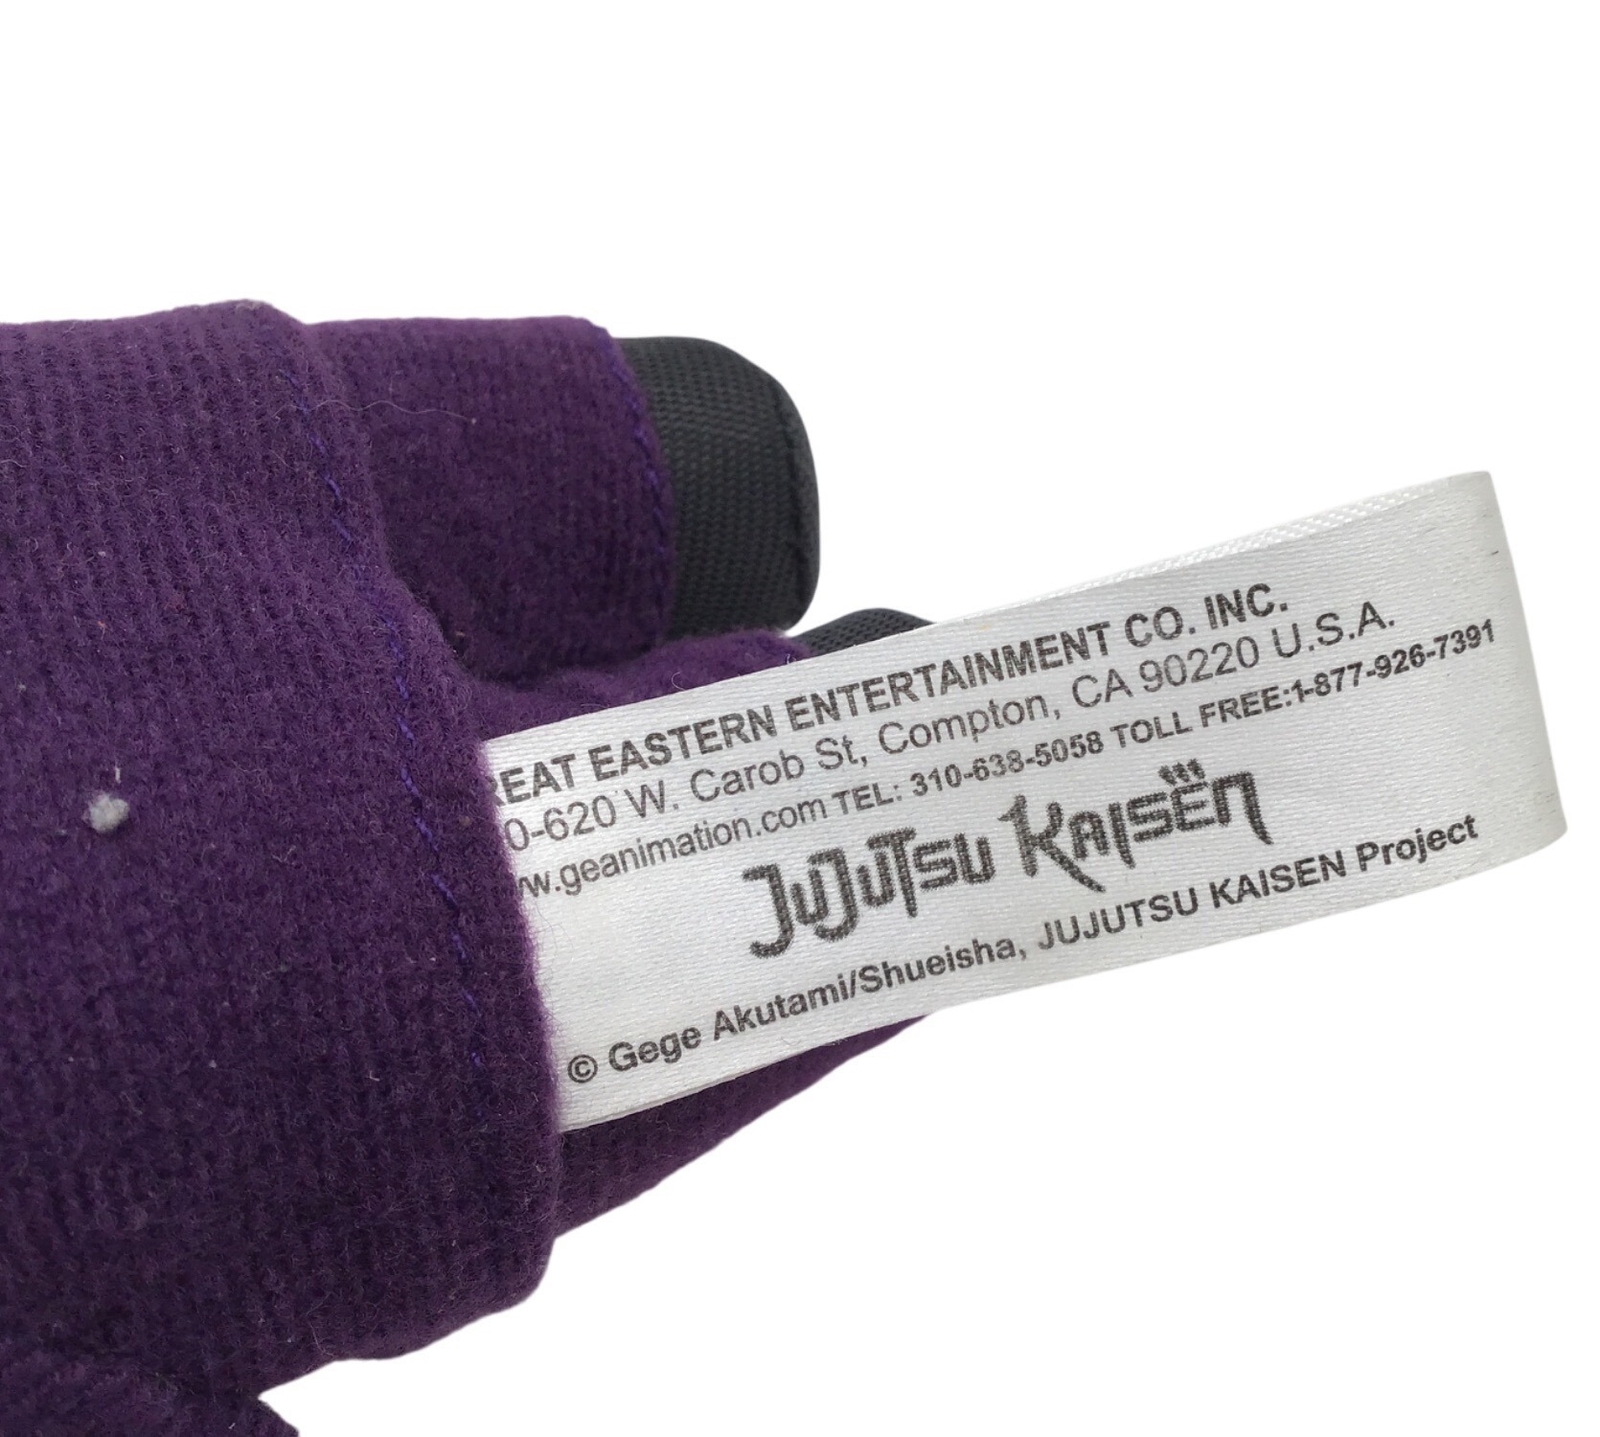 REAT EASTERN ENTERTAINMENT CO. INC.
0-620 W. Carob St, Compton, CA 90220 U.S.A.
w.geanimation.com TEL: 310-638-5058 TOLL FREE:1-877-926-7391
JUJUTSU KAISEN
© Gege Akutami/Shueisha, JUJUTSU KAISEN Project